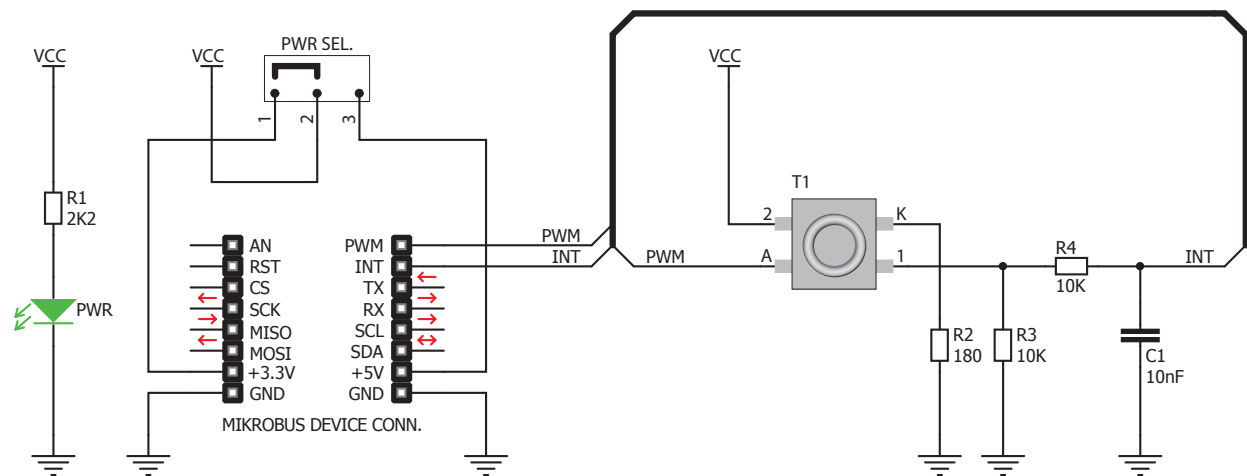 PWR SEL.
VCC
VCC
VCC
1
2
3
R1
2K2
PWR
AN
RST
CS
SCK
MISO
MOSI
+3.3V
GND
PWM
INT
TX
RX
SCL
SDA
+5V
GND
MIKROBUS DEVICE CONN.
PWM
INT
PWM
T1
2
K
A
1
R4
10K
INT
R2
180
R3
10K
C1
10nF